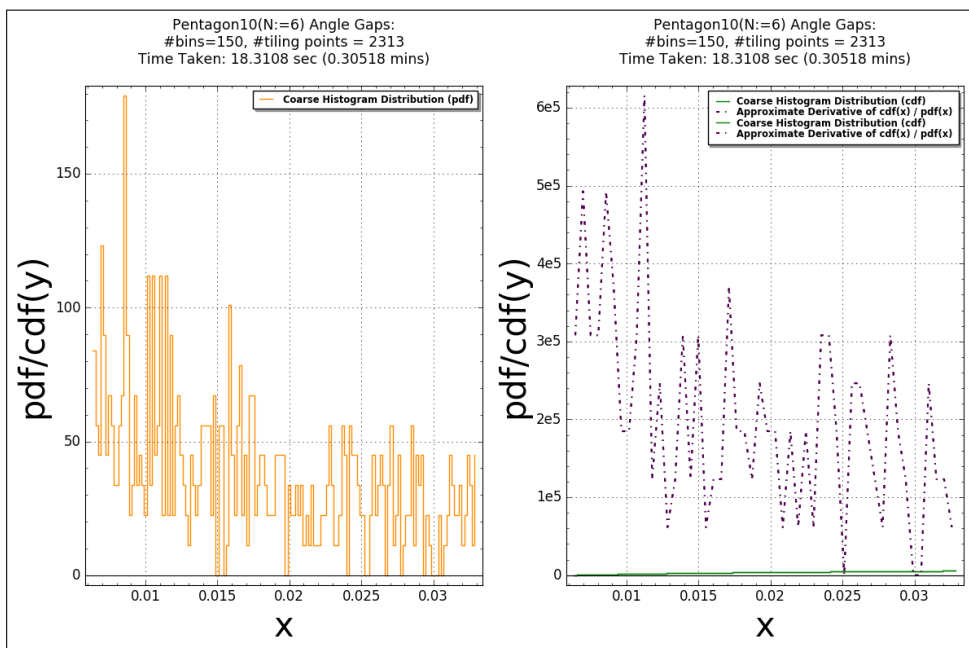 Pentagon10(N:=6) Angle Gaps:
#bins=150, #tiling points = 2313
Time Taken: 18.3108 sec (0.30518 mins)
Coarse Histogram Distribution (pdf)
pdf/cdf(y)
150
100
50
0
0.01
0.015
0.02
0.025
0.03
x
Pentagon10(N:=6) Angle Gaps:
#bins=150, #tiling points = 2313
Time Taken: 18.3108 sec (0.30518 mins)
Coarse Histogram Distribution (cdf)
Approximate Derivative of cdf(x) / pdf(x)
Coarse Histogram Distribution (cdf)
Approximate Derivative of cdf(x) / pdf(x)
pdf/cdf(y)
6e5
5e5
4e5
3e5
2e5
1e5
0
0.01
0.015
0.02
0.025
0.03
x